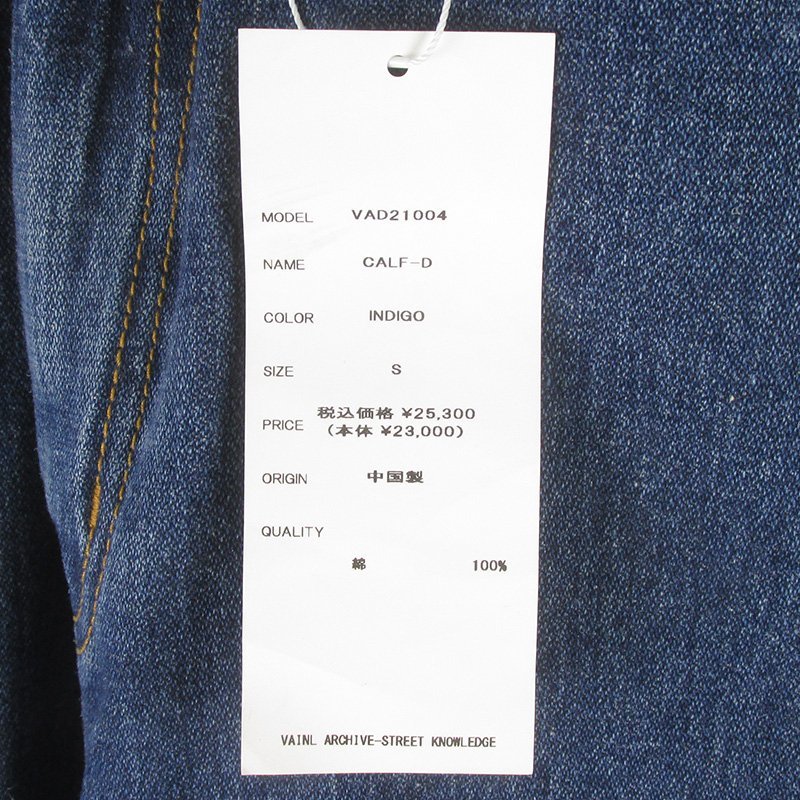 MODEL VAD21004
NAME CALF-D
COLOR INDIGO
SIZE S
PRICE 税込価格 ¥25,300
(本体 ¥23,000)
ORIGIN 中国製
QUALITY
綿 100%
VAINL ARCHIVE-STREET KNOWLEDGE